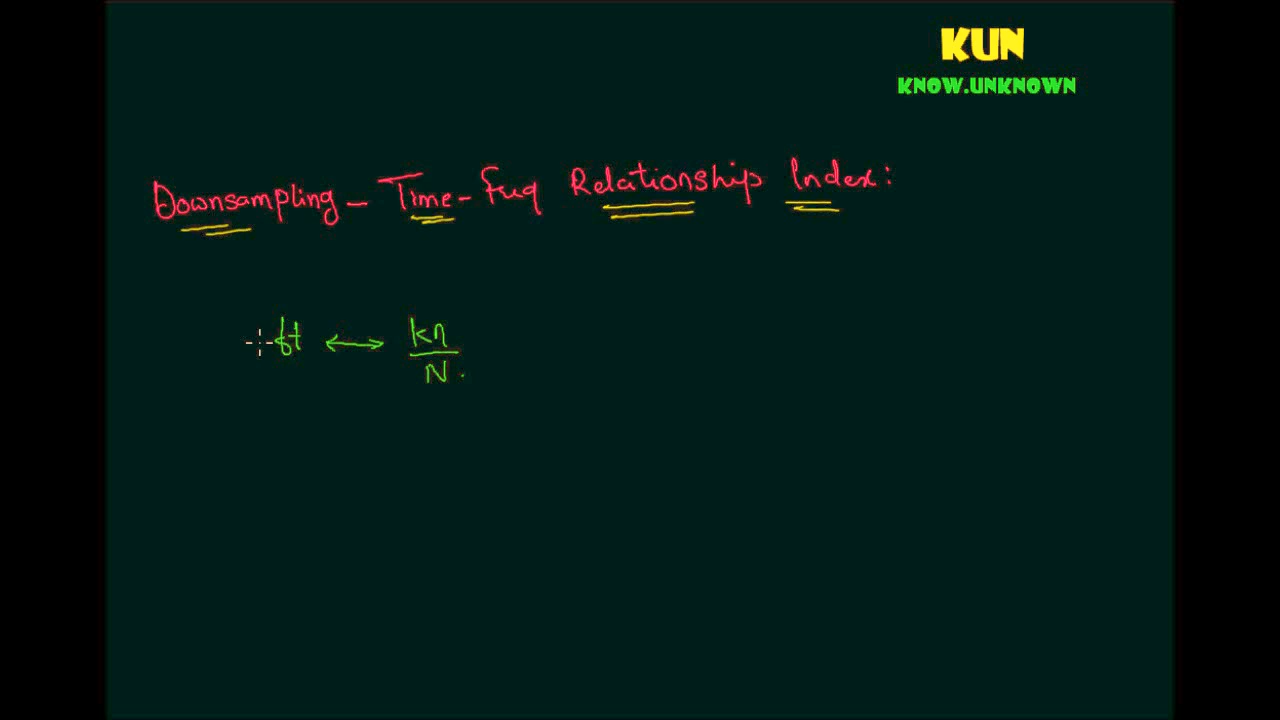 KUN
KNOW.UNKNOWN
Downsampling - Time - Freq Relationship Index:
ft ↔ kn
N.